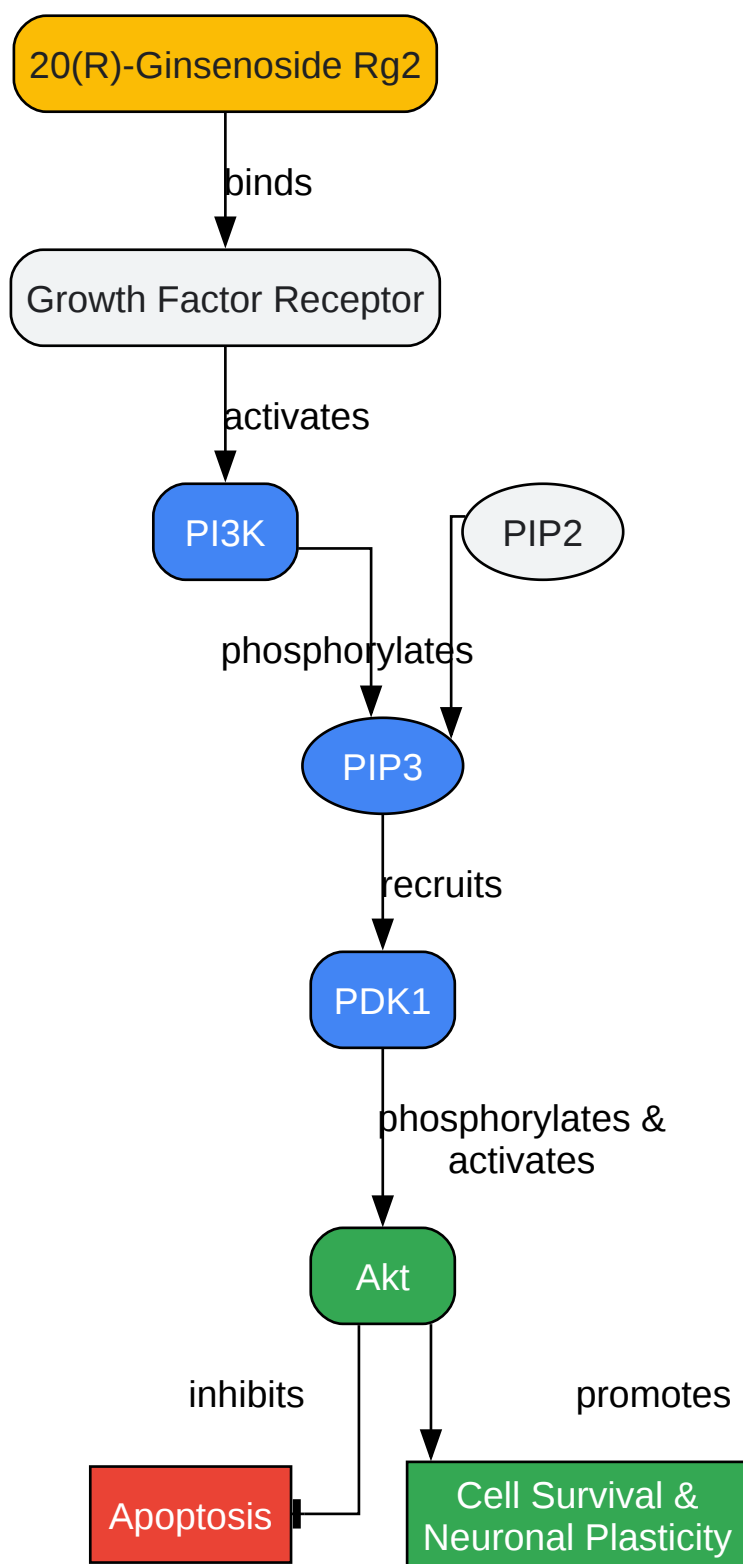 20(R)-Ginsenoside Rg2
binds
Growth Factor Receptor
activates
PI3K
PIP2
phosphorylates
PIP3
recruits
PDK1
phosphorylates &
activates
Akt
inhibits
promotes
Apoptosis
Cell Survival &
Neuronal Plasticity